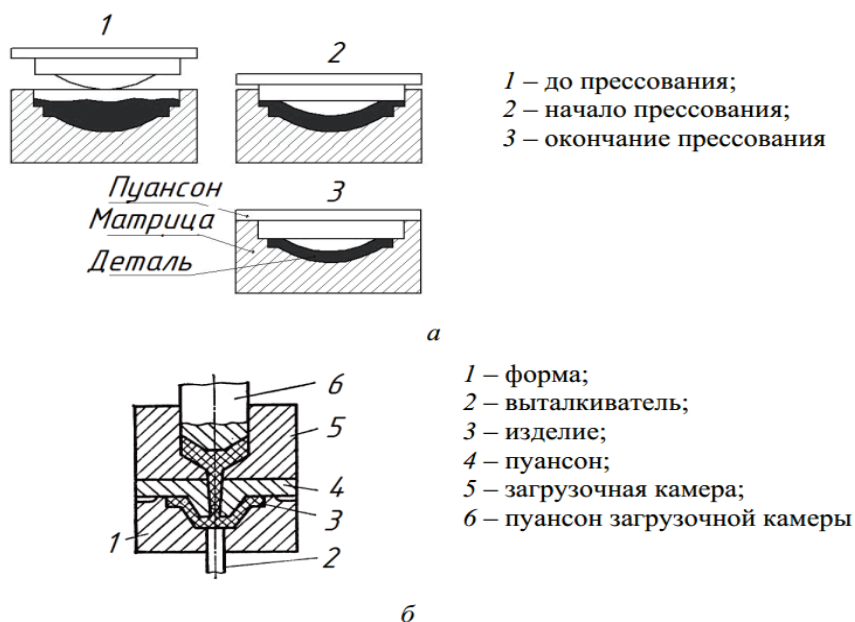 1
2
1 – до прессования;
2 – начало прессования;
3 – окончание прессования
Пуансон
3
Матрица
Деталь
а
6
5
4
3
1
2
1 – форма;
2 – выталкиватель;
3 – изделие;
4 – пуансон;
5 – загрузочная камера;
6 – пуансон загрузочной камеры
б